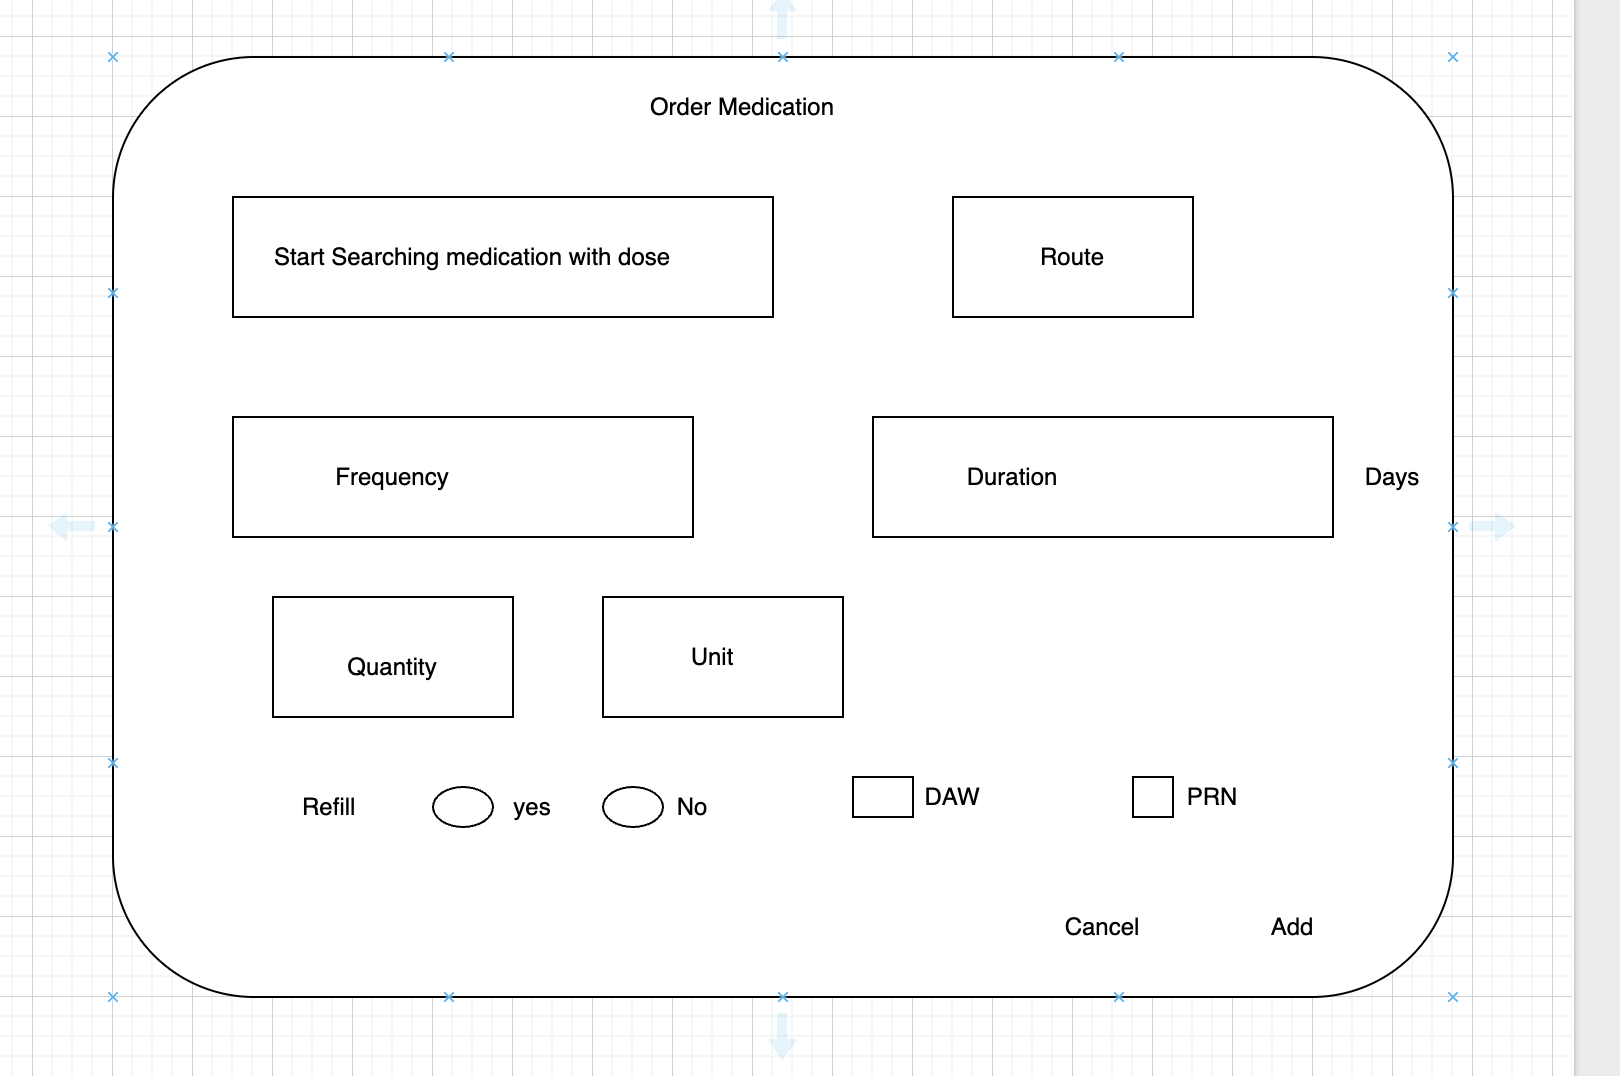 Order Medication
Start Searching medication with dose
Route
Frequency
Duration
Days
Quantity
Unit
Refill
yes
No
DAW
PRN
Cancel
Add